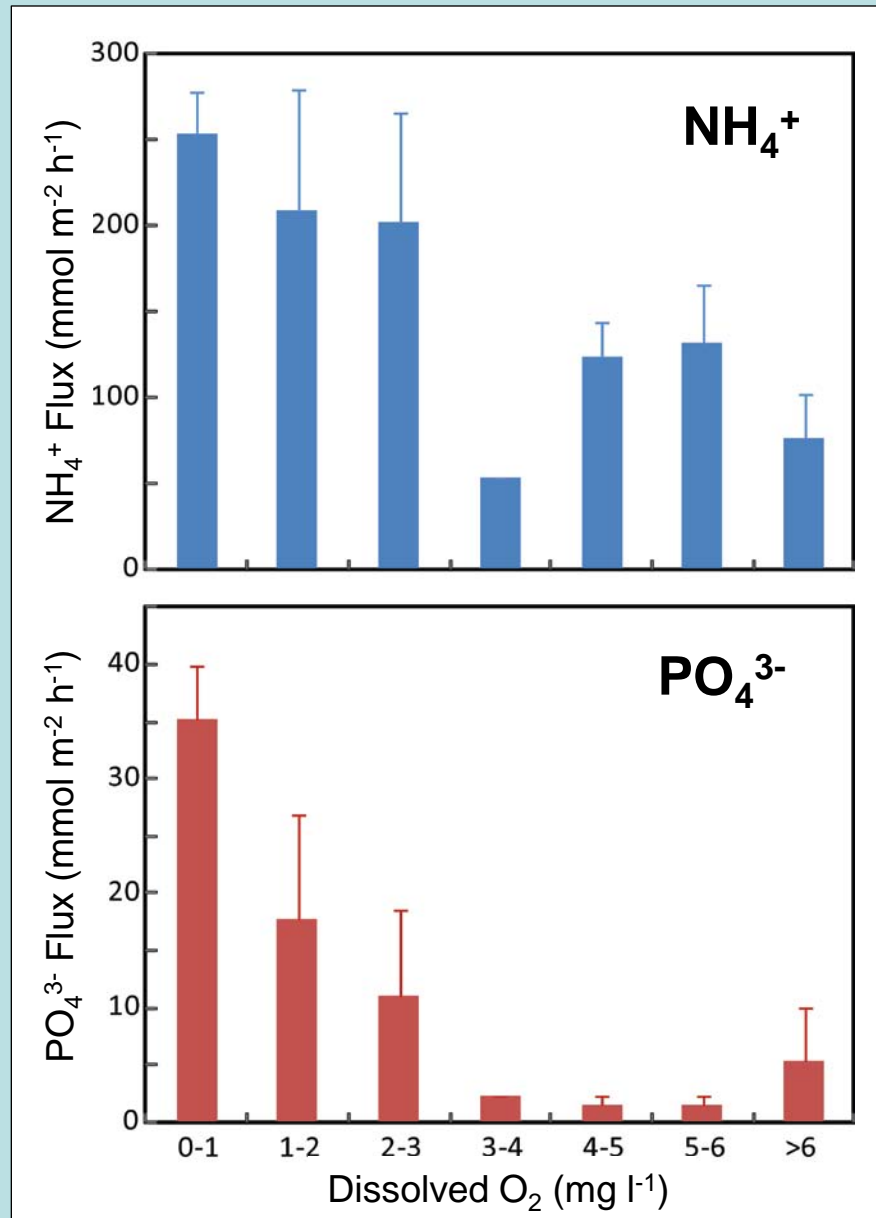 300
200
100
0
NH₄⁺ Flux (mmol m⁻² h⁻¹)
NH₄⁺
40
30
20
10
0
PO₄³⁻ Flux (mmol m⁻² h⁻¹)
PO₄³⁻
0-1 1-2 2-3 3-4 4-5 5-6 >6
Dissolved O₂ (mg l⁻¹)